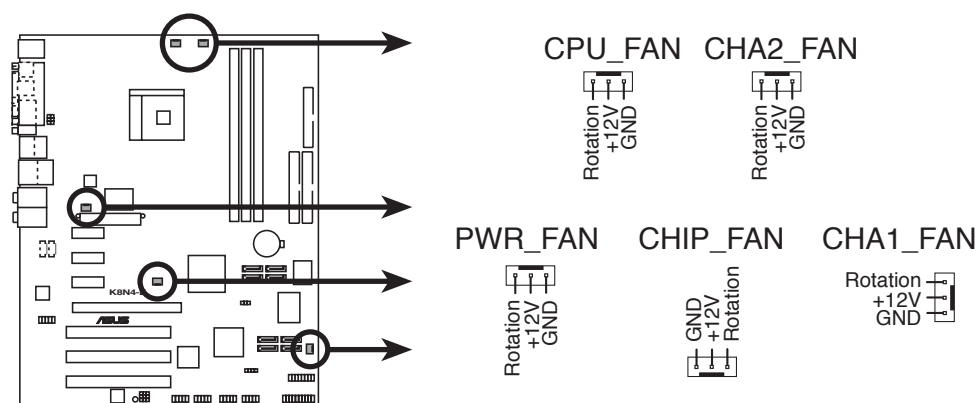 CPU_FAN
CHA2_FAN
Rotation
+12V
GND
Rotation
+12V
GND
PWR_FAN
CHIP_FAN
CHA1_FAN
Rotation
+12V
GND
GND
+12V
Rotation
Rotation
+12V
GND
ASUS